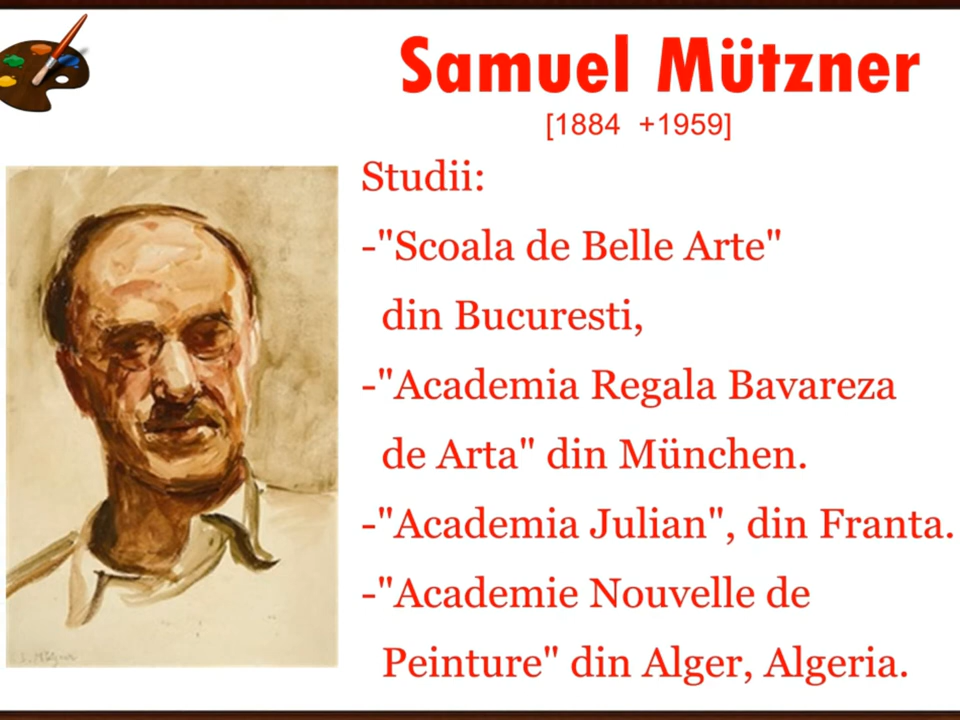 Samuel Mützner
[1884 +1959]
Studii:
-"Scoala de Belle Arte"
din Bucuresti,
-"Academia Regala Bavareza
de Arta" din München.
-"Academia Julian", din Franta.
-"Academie Nouvelle de
Peinture" din Alger, Algeria.